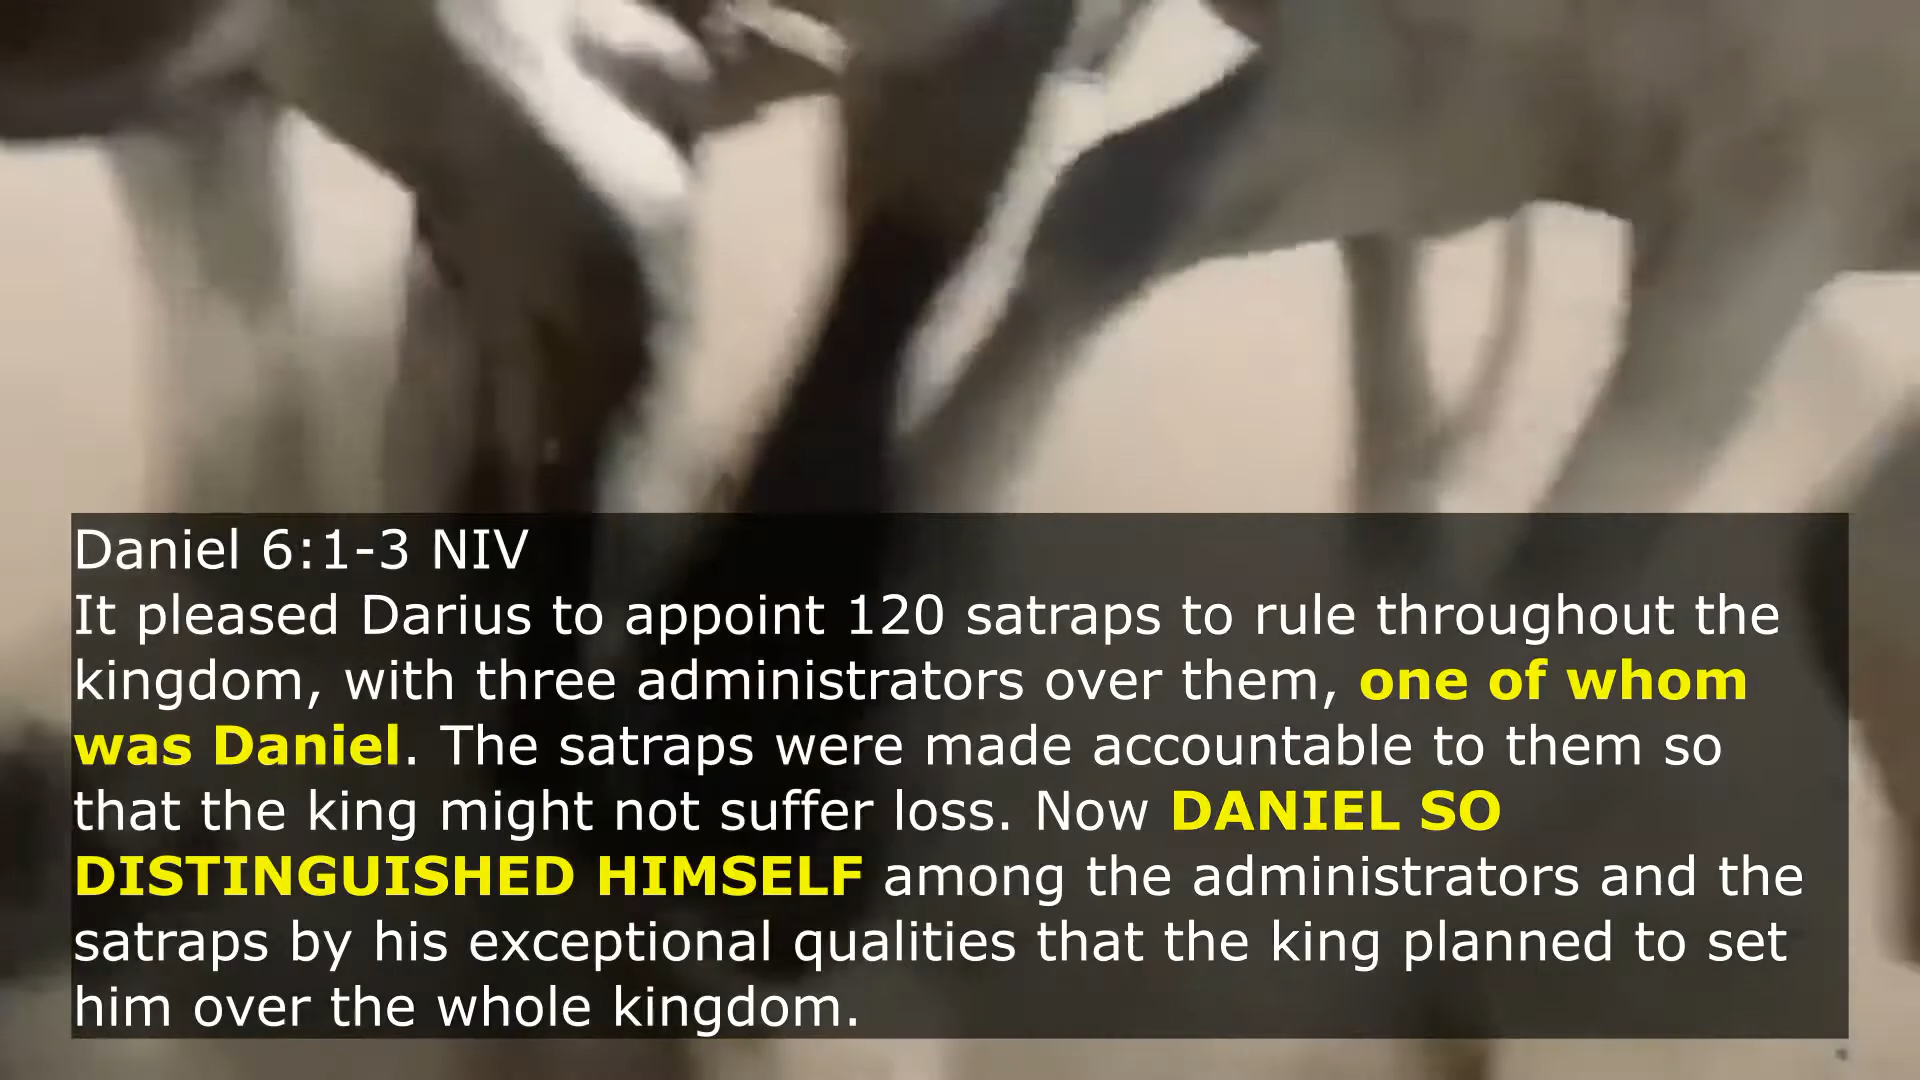 Daniel 6:1-3 NIV
It pleased Darius to appoint 120 satraps to rule throughout the
kingdom, with three administrators over them, one of whom
was Daniel. The satraps were made accountable to them so
that the king might not suffer loss. Now DANIEL SO
DISTINGUISHED HIMSELF among the administrators and the
satraps by his exceptional qualities that the king planned to set
him over the whole kingdom.